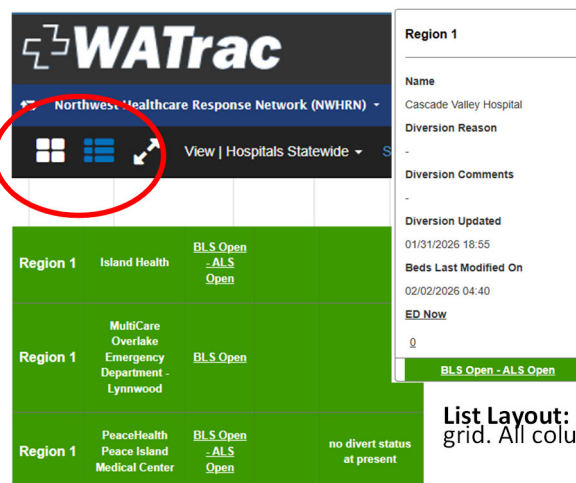 WATrac
Northwest Healthcare Response Network (NWHRN)
View | Hospitals Statewide
Region 1
Island Health
BLS Open
- ALS
Open
Region 1
MultiCare
Overlake
Emergency
Department -
Lynnwood
BLS Open
Region 1
PeaceHealth
Peace Island
Medical Center
BLS Open
- ALS
Open
no divert status
at present
Region 1
Name
Cascade Valley Hospital
Diversion Reason
-
Diversion Comments
-
Diversion Updated
01/31/2026 18:55
Beds Last Modified On
02/02/2026 04:40
ED Now
0
BLS Open - ALS Open
List Layout:
grid. All